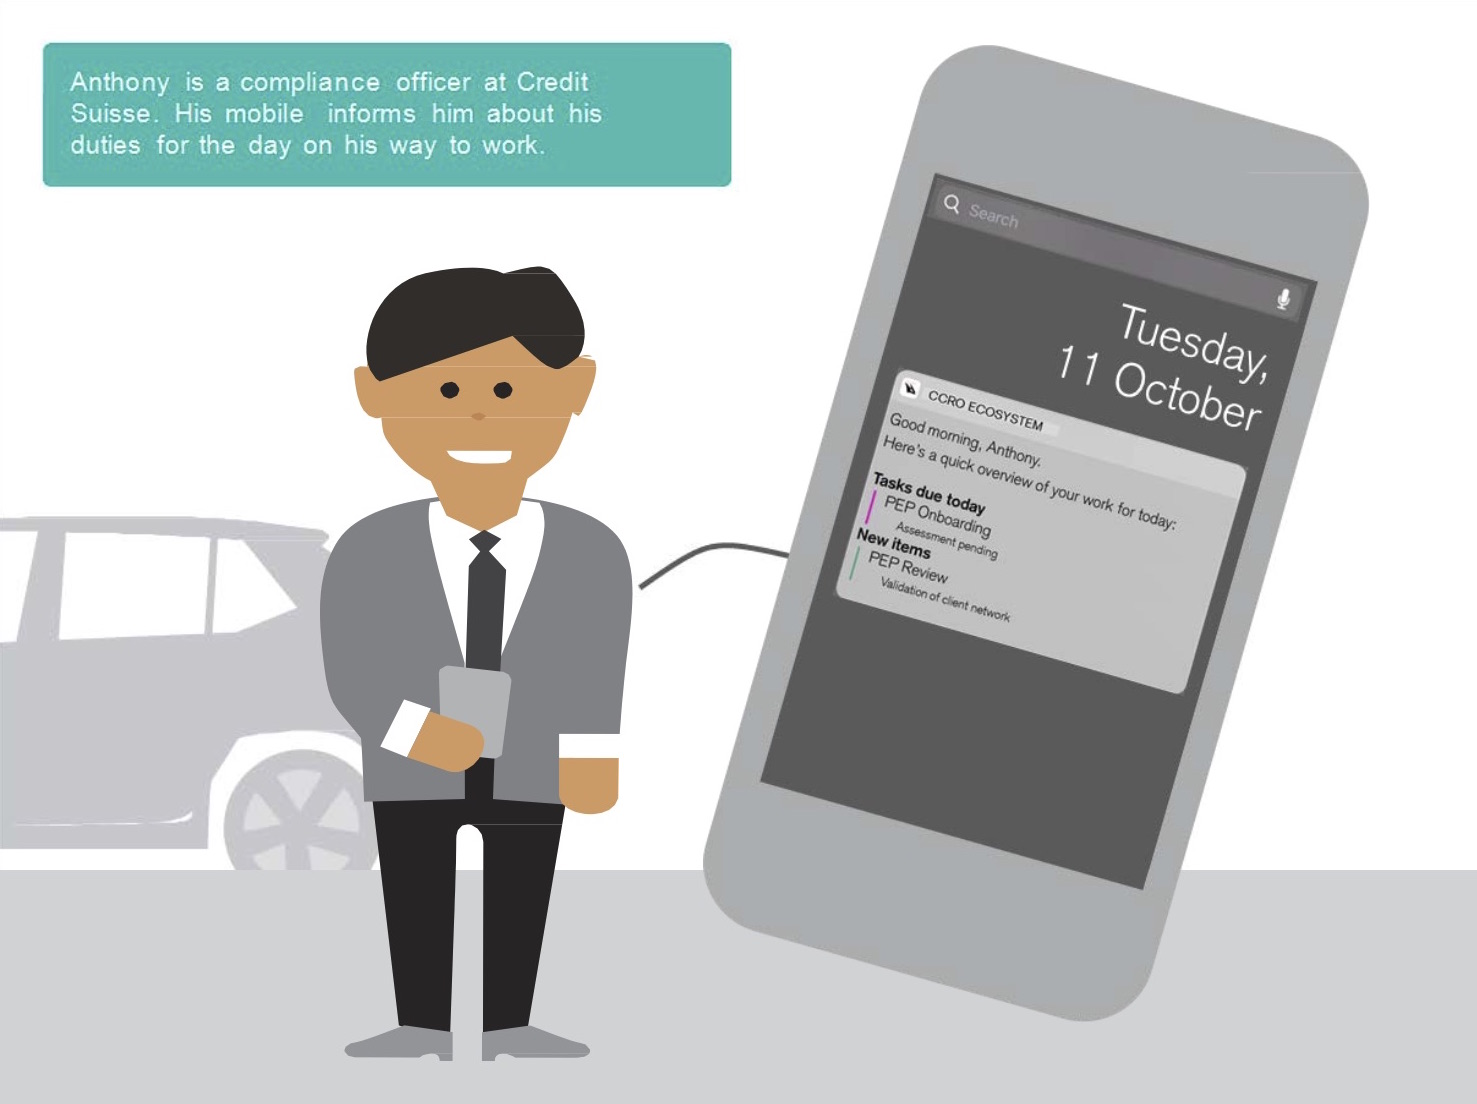 Anthony is a compliance officer at Credit
Suisse. His mobile informs him about his
duties for the day on his way to work.
Search
Tuesday,
11 October
CCRO ECOSYSTEM
Good morning, Anthony.
Here's a quick overview of your work for today:
Tasks due today
PEP Onboarding
Assessment pending
New items
PEP Review
Validation of client network